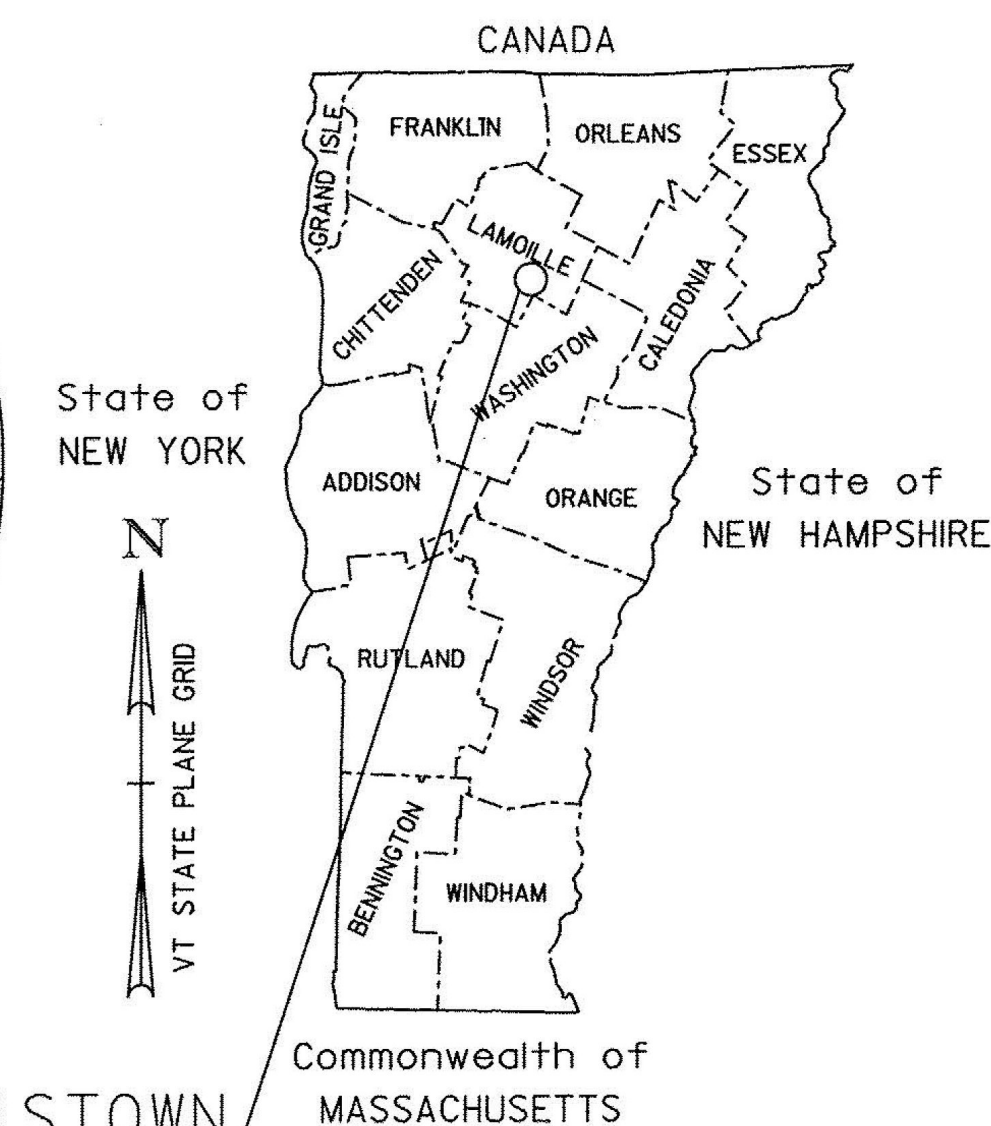 CANADA
FRANKLIN
ORLEANS
ESSEX
GRAND ISLE
LAMOILLE
CHITTENDEN
CALEDONIA
WASHINGTON
State of
NEW YORK
ADDISON
ORANGE
State of
NEW HAMPSHIRE
N
VT STATE PLANE GRID
RUTLAND
WINDSOR
BENNINGTON
WINDHAM
Commonwealth of
MASSACHUSETTS
STOWN